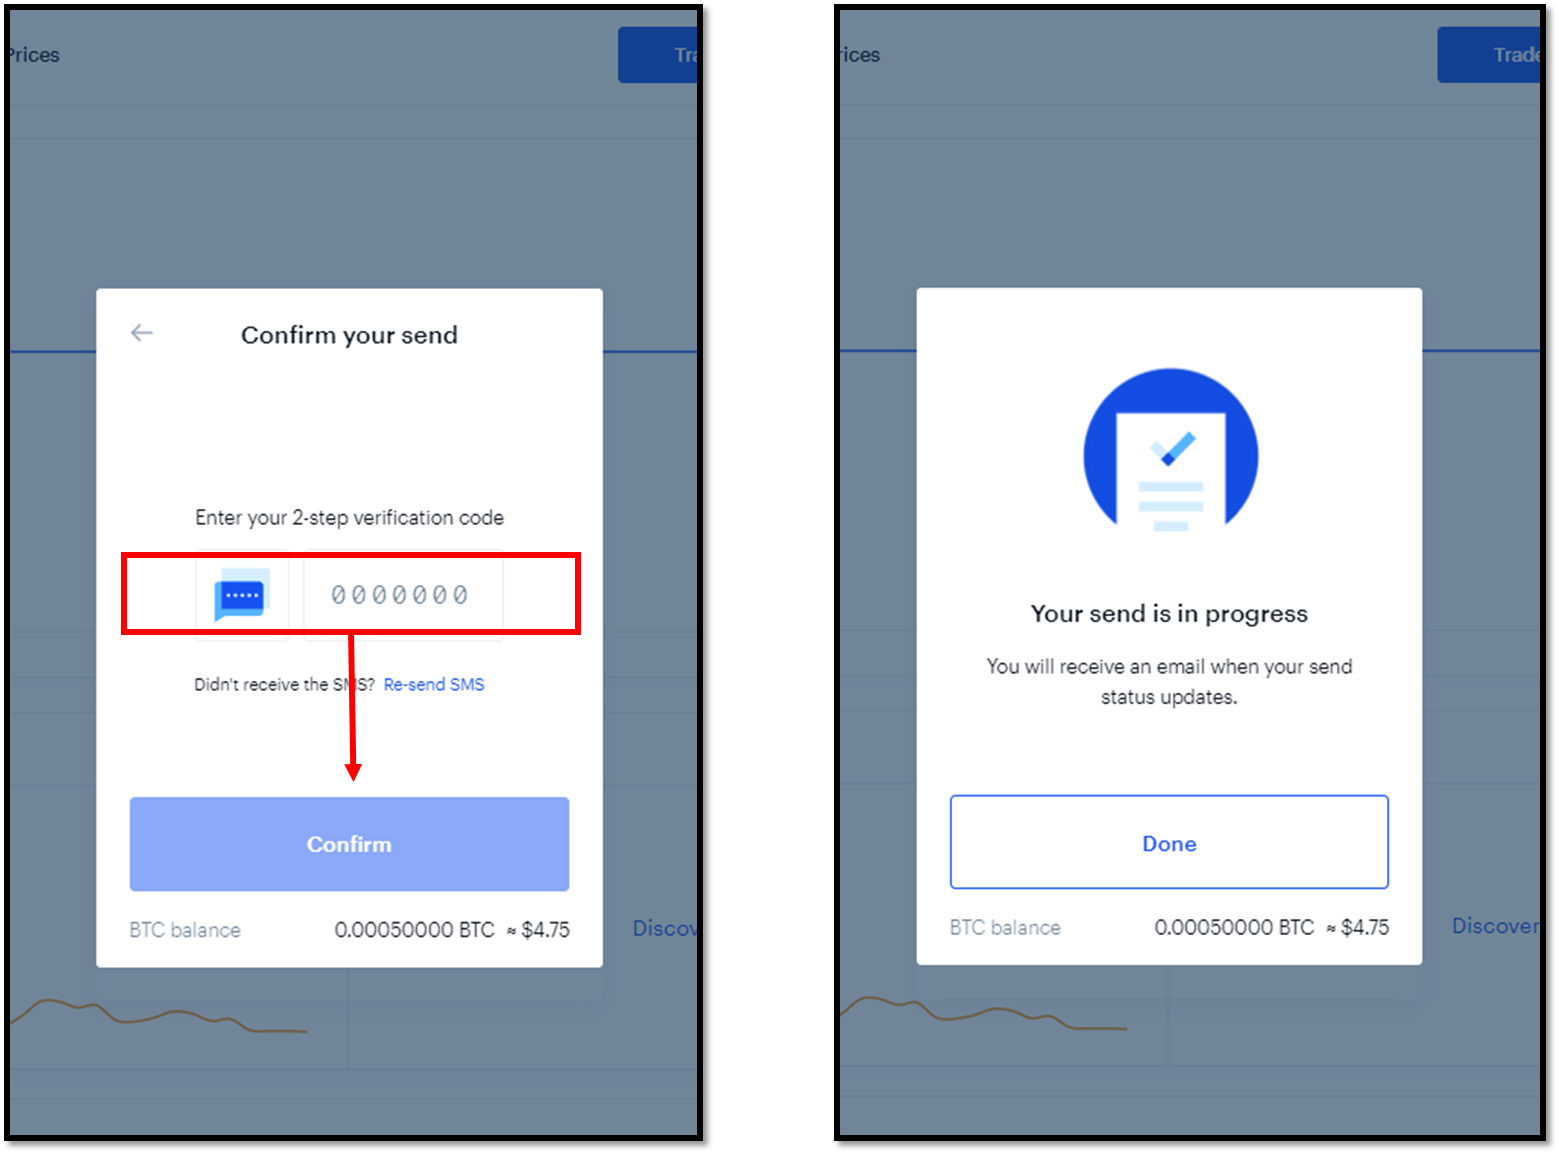 Prices
Tra
Confirm your send
Enter your 2-step verification code
0000000
Didn't receive the SMS? Re-send SMS
Confirm
BTC balance 0.00050000 BTC ≈ $4.75
Discov
rices
Trade
Your send is in progress
You will receive an email when your send
status updates.
Done
BTC balance 0.00050000 BTC ≈ $4.75
Discover